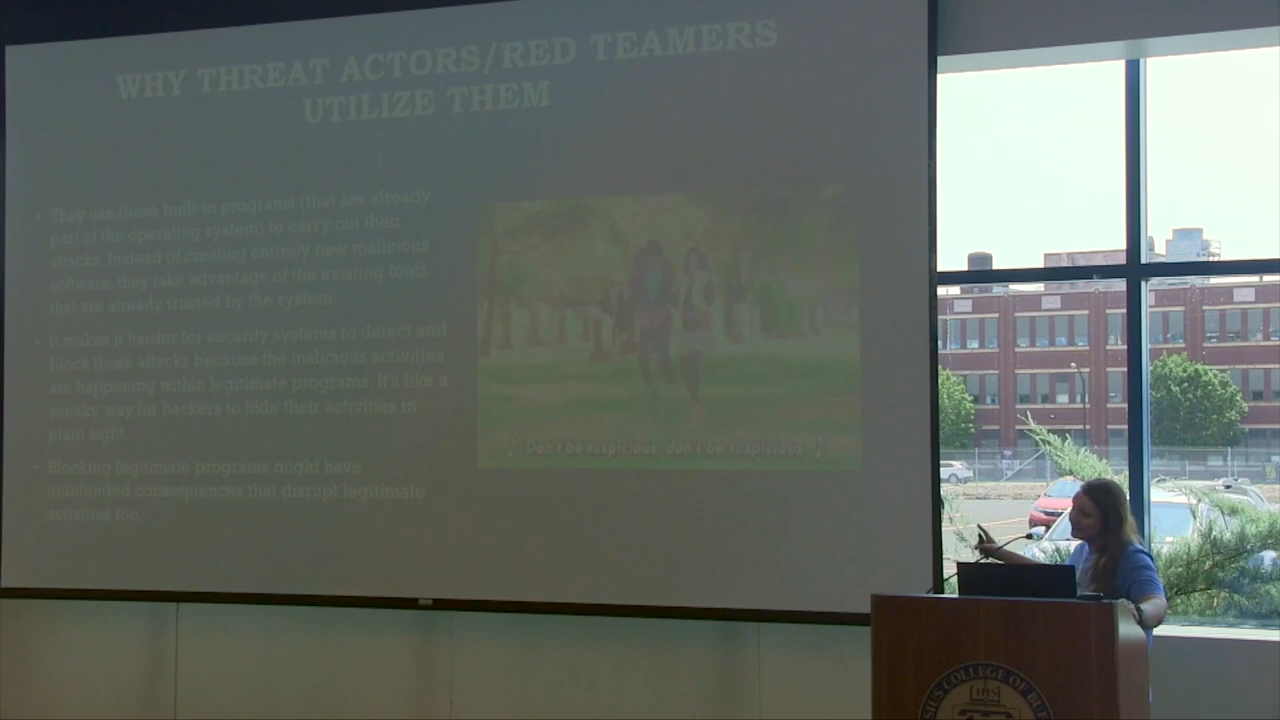 WHY THREAT ACTORS/RED TEAMERS
UTILIZE THEM
• They use these built-in programs (that are already
part of the operating system) to carry out their
attacks. Instead of creating entirely new malicious
software, they take advantage of the existing tools
that are already trusted by the system.
• It makes it harder for security systems to detect and
block these attacks because the malicious activities
are happening within legitimate programs. It's like a
sneaky way for hackers to hide their activities in
plain sight.
• Blocking legitimate programs might have
unintended consequences that disrupt legitimate
activities too.
♪ Don't be suspicious, don't be suspicious ♪
SIUS COLLEGE OF BUF
IHS